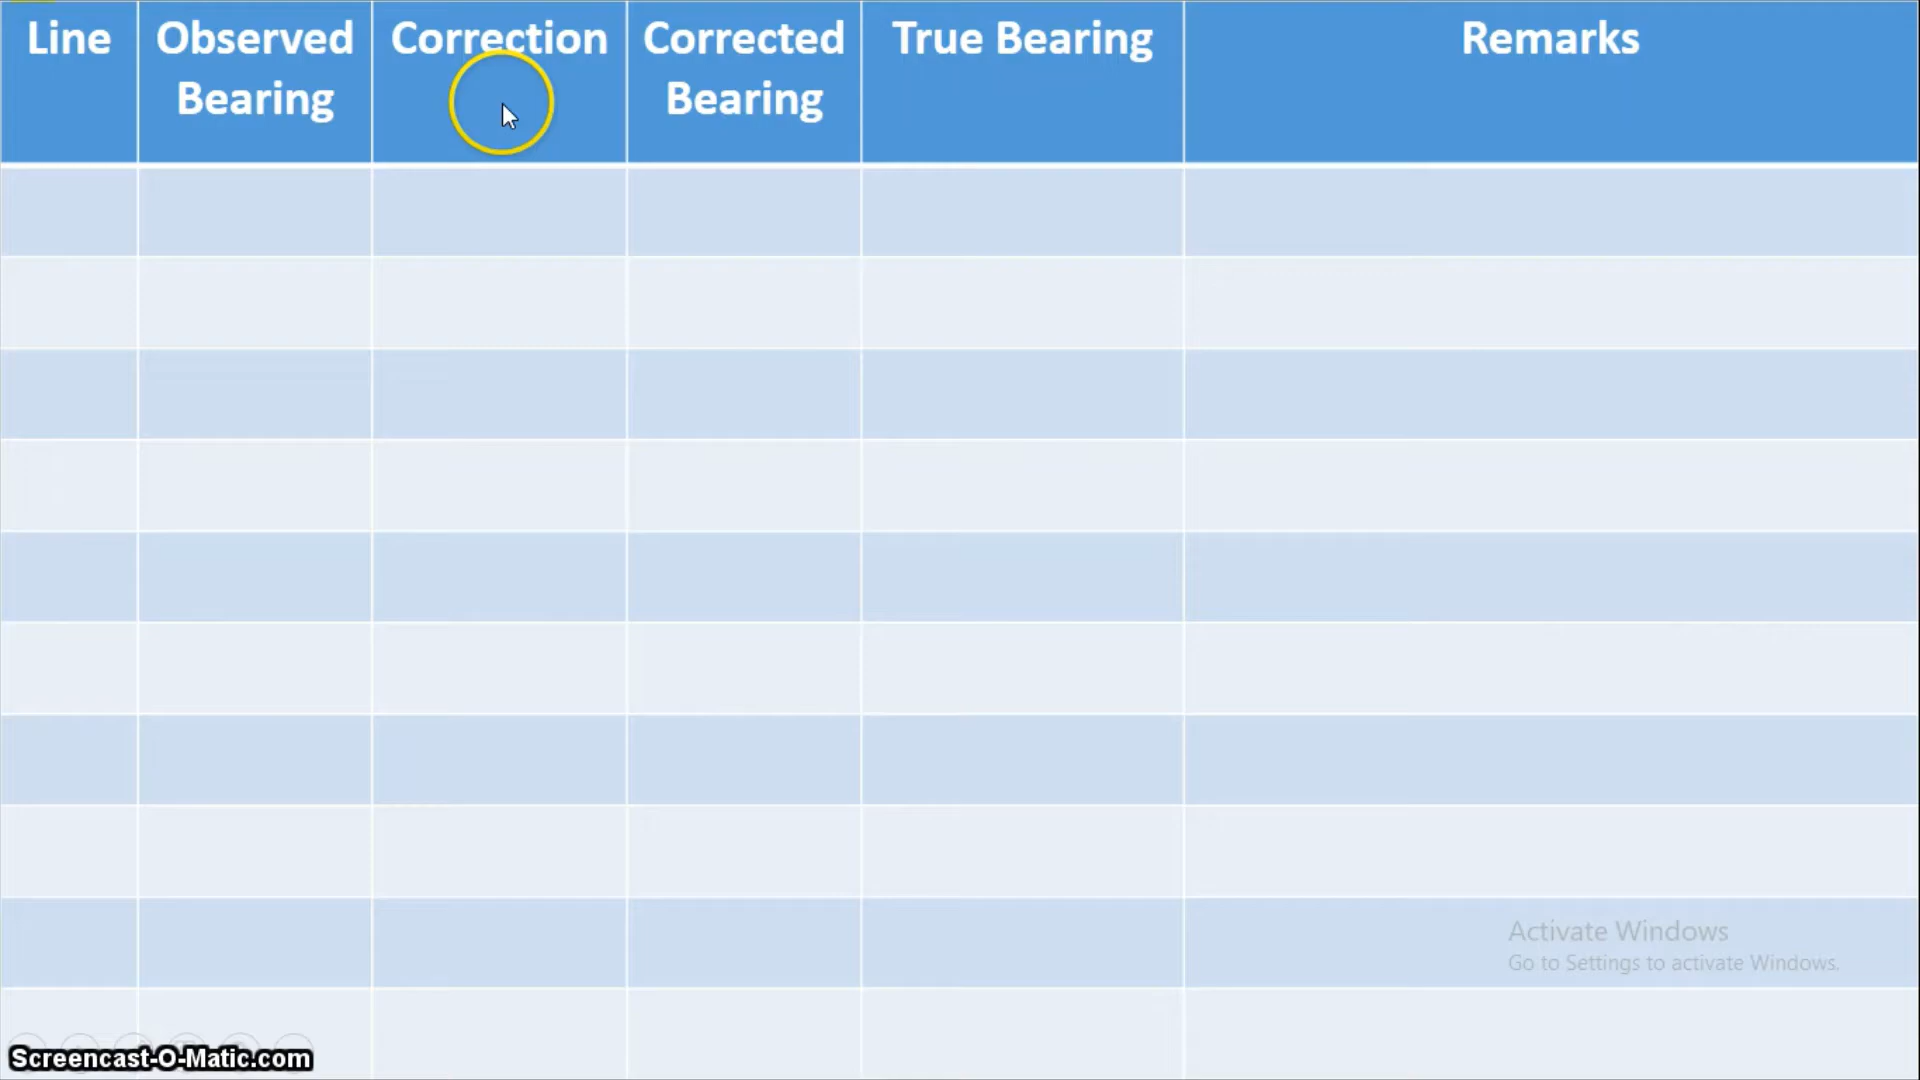 Line
Observed
Bearing
Correction
Corrected
Bearing
True Bearing
Remarks
Activate Windows
Go to Settings to activate Windows.
Screencast-O-Matic.com